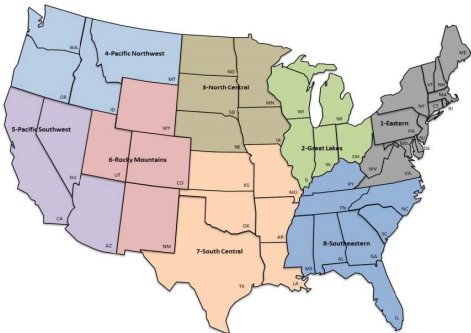 WA
4-Pacific Northwest
MT
OR
ID
ND
3-North Central
MN
SD
NE
IA
WI
MI
2-Great Lakes
IL
IN
OH
ME
VT
NH
NY
MA
CT
RI
1-Eastern
PA
NJ
MD
DE
WV
VA
5-Pacific Southwest
NV
CA
AZ
WY
6-Rocky Mountains
UT
CO
NM
KS
MO
OK
AR
7-South Central
TX
LA
KY
TN
NC
SC
8-Southeastern
MS
AL
GA
FL